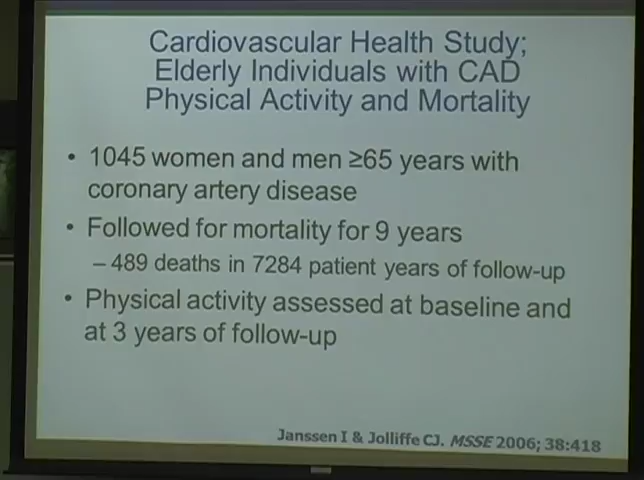 Cardiovascular Health Study;
Elderly Individuals with CAD
Physical Activity and Mortality
• 1045 women and men ≥65 years with
coronary artery disease
• Followed for mortality for 9 years
– 489 deaths in 7284 patient years of follow-up
• Physical activity assessed at baseline and
at 3 years of follow-up
Janssen I & Jolliffe CJ. MSSE 2006; 38:418